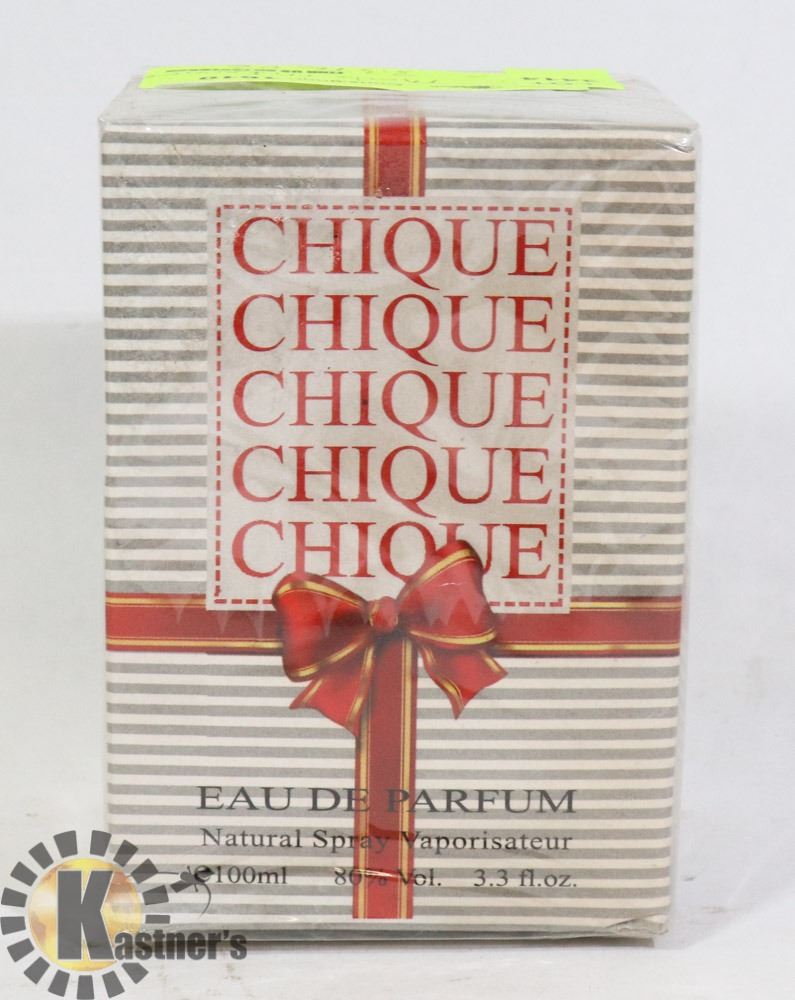 CHIQUE
CHIQUE
CHIQUE
CHIQUE
CHIQUE
EAU DE PARFUM
Natural Spray Vaporisateur
℮100ml 80% Vol. 3.3 fl.oz.
KASTNER'S